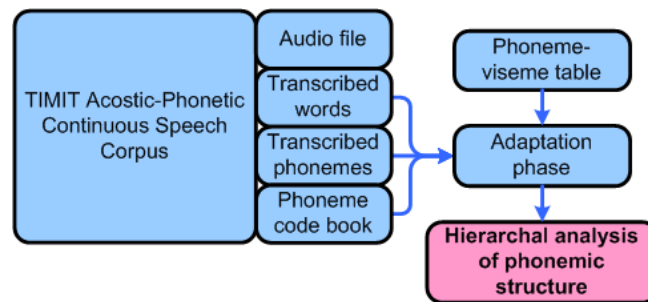 TIMIT Acostic-Phonetic
Continuous Speech
Corpus
Audio file
Transcribed
words
Transcribed
phonemes
Phoneme
code book
Phoneme-
viseme table
Adaptation
phase
Hierarchal analysis
of phonemic
structure